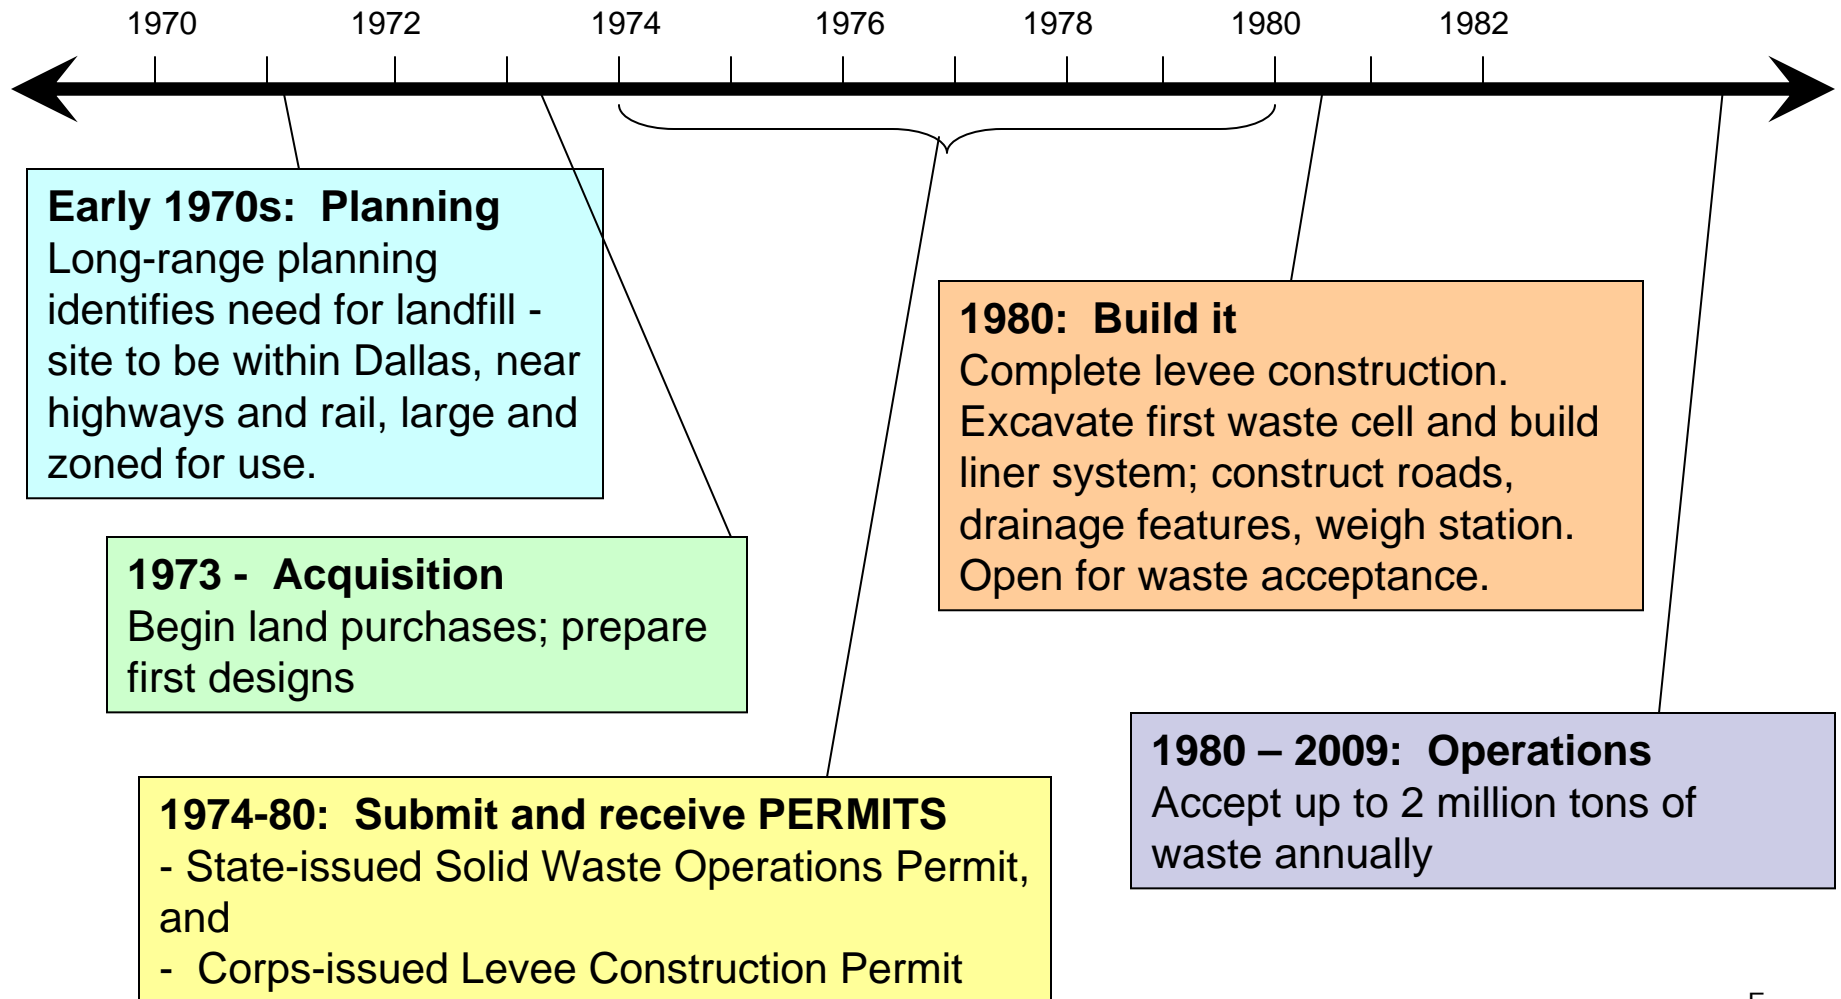 1970 1972 1974 1976 1978 1980 1982
Early 1970s: Planning
Long-range planning
identifies need for landfill -
site to be within Dallas, near
highways and rail, large and
zoned for use.
1973 - Acquisition
Begin land purchases; prepare
first designs
1974-80: Submit and receive PERMITS
- State-issued Solid Waste Operations Permit,
and
- Corps-issued Levee Construction Permit
1980: Build it
Complete levee construction.
Excavate first waste cell and build
liner system; construct roads,
drainage features, weigh station.
Open for waste acceptance.
1980 – 2009: Operations
Accept up to 2 million tons of
waste annually